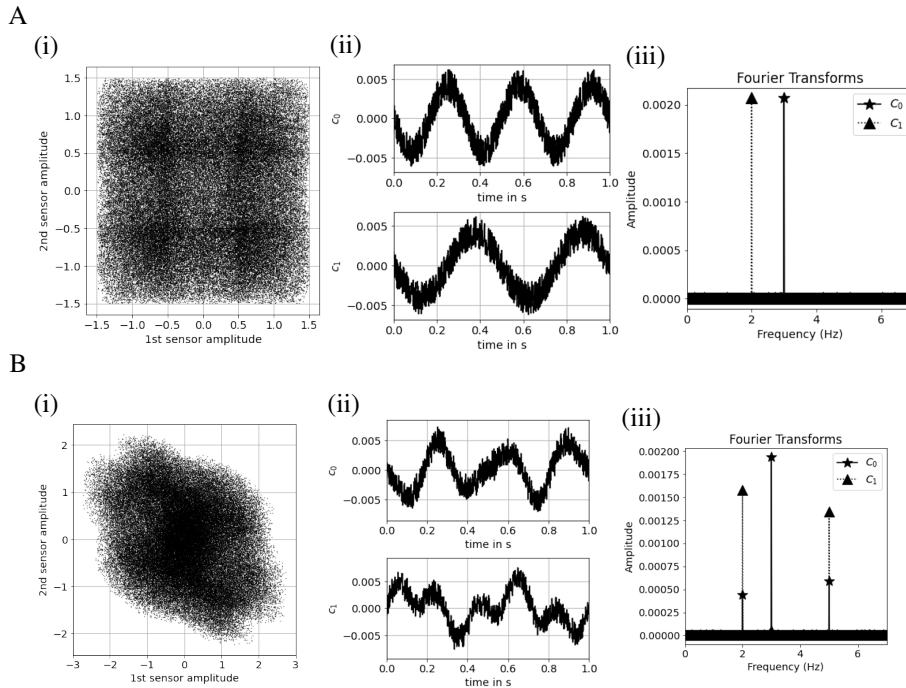 A
(i)
(ii)
(iii)
1.5
1.0
0.5
0.0
−0.5
−1.0
−1.5
2nd sensor amplitude
−1.5 −1.0 −0.5 0.0 0.5 1.0 1.5
1st sensor amplitude
0.005
0.000
−0.005
c0
0.0 0.2 0.4 0.6 0.8 1.0
time in s
0.005
0.000
−0.005
c1
0.0 0.2 0.4 0.6 0.8 1.0
time in s
Fourier Transforms
C0
C1
0.0020
0.0015
0.0010
0.0005
0.0000
Amplitude
0 2 4 6
Frequency (Hz)
B
(i)
(ii)
(iii)
2
1
0
−1
−2
2nd sensor amplitude
−3 −2 −1 0 1 2 3
1st sensor amplitude
0.005
0.000
−0.005
c0
0.0 0.2 0.4 0.6 0.8 1.0
time in s
0.005
0.000
−0.005
c1
0.0 0.2 0.4 0.6 0.8 1.0
time in s
Fourier Transforms
C0
C1
0.00200
0.00175
0.00150
0.00125
0.00100
0.00075
0.00050
0.00025
0.00000
Amplitude
0 2 4 6
Frequency (Hz)